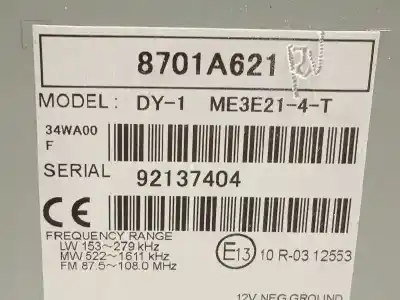 8701A621
MODEL: DY-1 ME3E21-4-T
34WA00
F
SERIAL 92137404
CE
FREQUENCY RANGE
LW 153~279 kHz
MW 522~1611 kHz
FM 87.5~108.0 MHz
E13 10 R-03 12553
12V NEG.GROUND